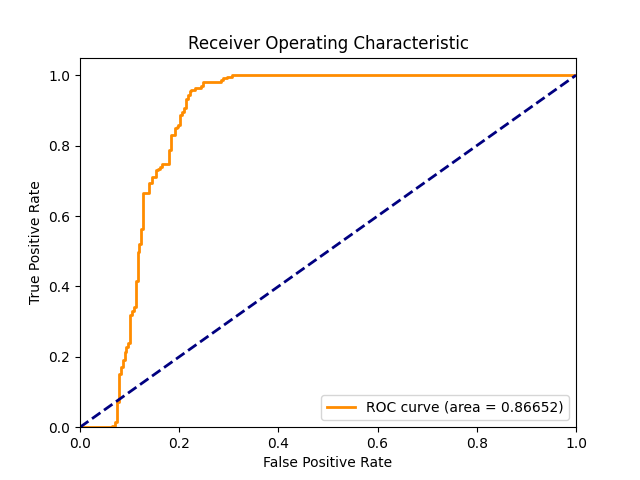 Receiver Operating Characteristic
True Positive Rate
1.0
0.8
0.6
0.4
0.2
0.0
0.0 0.2 0.4 0.6 0.8 1.0
False Positive Rate
ROC curve (area = 0.86652)